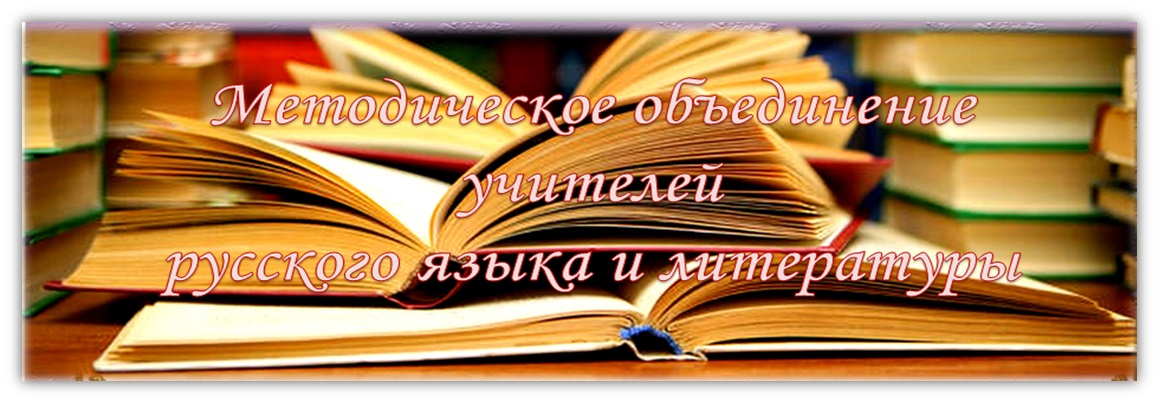 Методическое объединение
учителей
русского языка и литературы